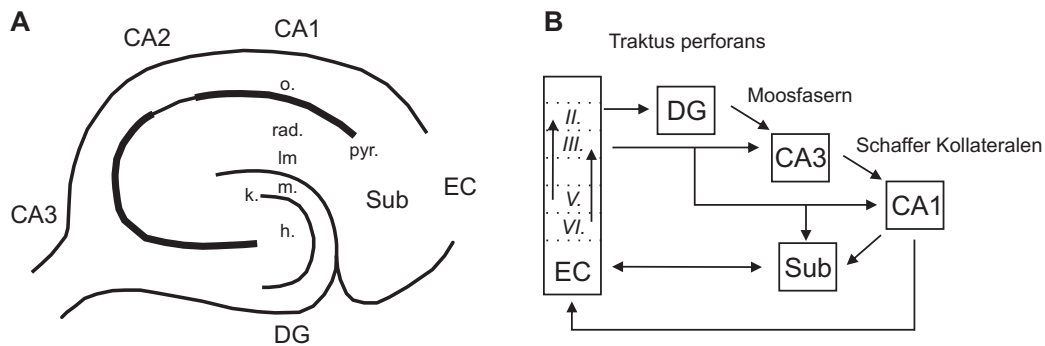 A
CA2
CA1
o.
rad.
pyr.
lm
m.
k.
Sub
EC
CA3
h.
DG
B
Traktus perforans
DG
Moosfasern
II.
III.
CA3
Schaffer Kollateralen
V.
CA1
VI.
EC
Sub